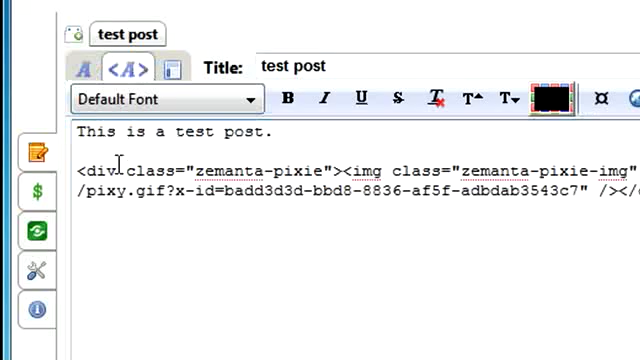 test post
A <A> Title: test post
Default Font B I U S T T T
This is a test post.
<div class="zemanta-pixie"><img class="zemanta-pixie-img"
/pixy.gif?x-id=badd3d3d-bbd8-8836-af5f-adbdab3543c7" /></
$
i